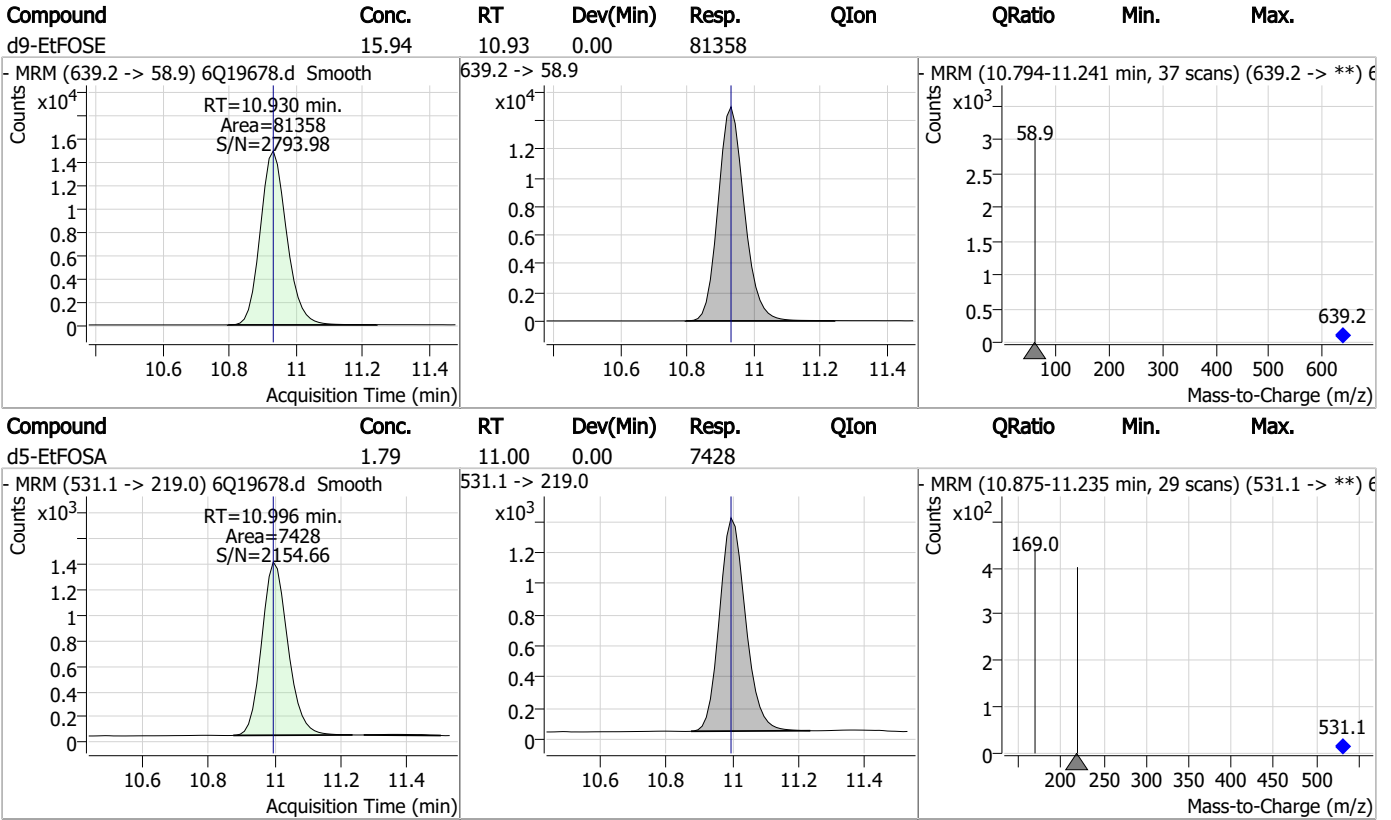 Compound Conc. RT Dev(Min) Resp. QIon QRatio Min. Max.
d9-EtFOSE 15.94 10.93 0.00 81358
- MRM (639.2 -> 58.9) 6Q19678.d Smooth
Counts
x10⁴
RT=10.930 min.
Area=81358
S/N=2793.98
1.6
1.4
1.2
1
0.8
0.6
0.4
0.2
0
10.6 10.8 11 11.2 11.4
Acquisition Time (min)
639.2 -> 58.9
x10⁴
1.2
1
0.8
0.6
0.4
0.2
0
10.6 10.8 11 11.2 11.4
- MRM (10.794-11.241 min, 37 scans) (639.2 -> **) 6
Counts
x10³
58.9
3
2.5
2
1.5
1
0.5
0
639.2
100 200 300 400 500 600
Mass-to-Charge (m/z)
Compound Conc. RT Dev(Min) Resp. QIon QRatio Min. Max.
d5-EtFOSA 1.79 11.00 0.00 7428
- MRM (531.1 -> 219.0) 6Q19678.d Smooth
Counts
x10³
RT=10.996 min.
Area=7428
S/N=2154.66
1.4
1.2
1
0.8
0.6
0.4
0.2
0
10.6 10.8 11 11.2 11.4
Acquisition Time (min)
531.1 -> 219.0
x10³
1.2
1
0.8
0.6
0.4
0.2
0
10.6 10.8 11 11.2 11.4
- MRM (10.875-11.235 min, 29 scans) (531.1 -> **) 6
Counts
x10²
169.0
4
3
2
1
0
531.1
200 250 300 350 400 450 500
Mass-to-Charge (m/z)